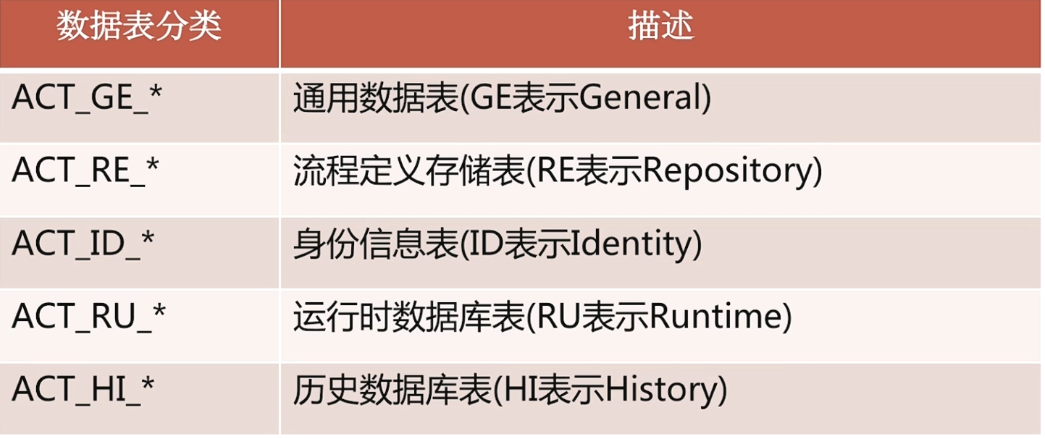 数据表分类 描述
ACT_GE_* 通用数据表(GE表示General)
ACT_RE_* 流程定义存储表(RE表示Repository)
ACT_ID_* 身份信息表(ID表示Identity)
ACT_RU_* 运行时数据库表(RU表示Runtime)
ACT_HI_* 历史数据库表(HI表示History)